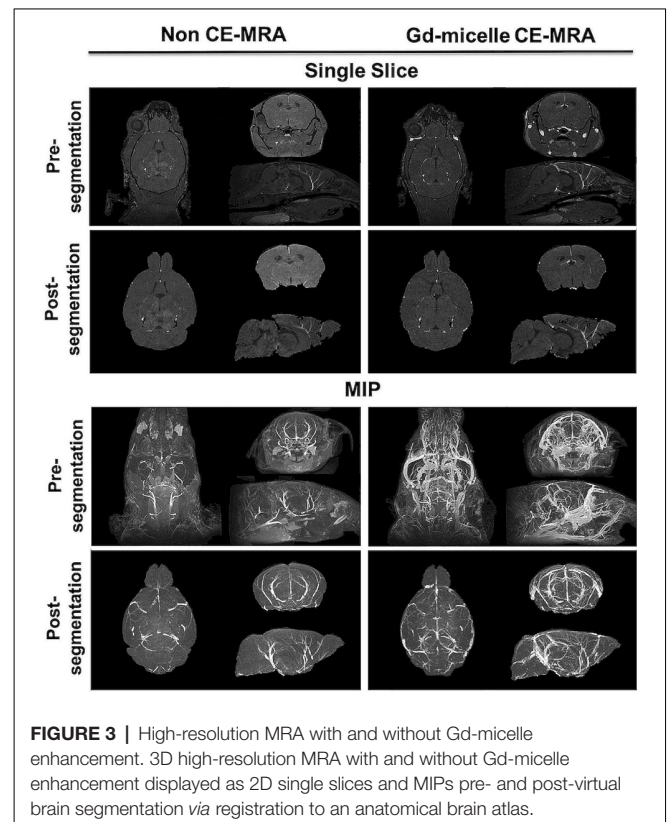 Non CE-MRA
Gd-micelle CE-MRA
Single Slice
Pre-
segmentation
Post-
segmentation
MIP
Pre-
segmentation
Post-
segmentation
FIGURE 3 | High-resolution MRA with and without Gd-micelle
enhancement. 3D high-resolution MRA with and without Gd-micelle
enhancement displayed as 2D single slices and MIPs pre- and post-virtual
brain segmentation via registration to an anatomical brain atlas.